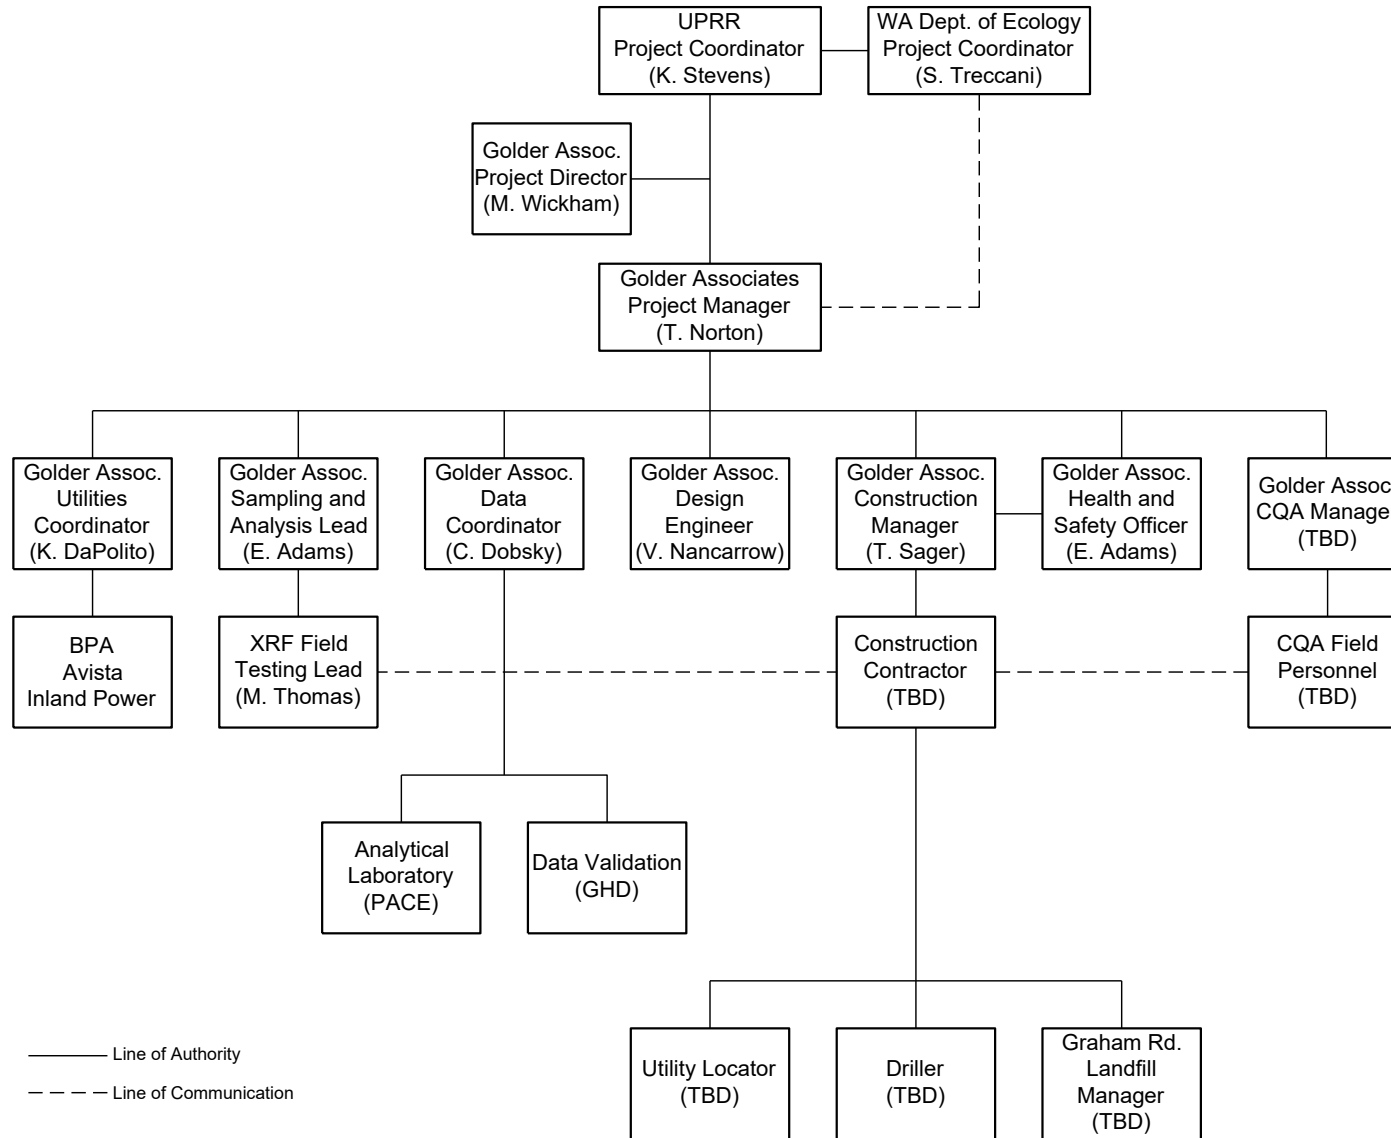 UPRR
Project Coordinator
(K. Stevens)
WA Dept. of Ecology
Project Coordinator
(S. Treccani)
Golder Assoc.
Project Director
(M. Wickham)
Golder Associates
Project Manager
(T. Norton)
Golder Assoc.
Utilities
Coordinator
(K. DaPolito)
Golder Assoc.
Sampling and
Analysis Lead
(E. Adams)
Golder Assoc.
Data
Coordinator
(C. Dobsky)
Golder Assoc.
Design
Engineer
(V. Nancarrow)
Golder Assoc.
Construction
Manager
(T. Sager)
Golder Assoc.
Health and
Safety Officer
(E. Adams)
Golder Assoc
CQA Manage
(TBD)
BPA
Avista
Inland Power
XRF Field
Testing Lead
(M. Thomas)
Construction
Contractor
(TBD)
CQA Field
Personnel
(TBD)
Analytical
Laboratory
(PACE)
Data Validation
(GHD)
Utility Locator
(TBD)
Driller
(TBD)
Graham Rd.
Landfill
Manager
(TBD)
Line of Authority
Line of Communication